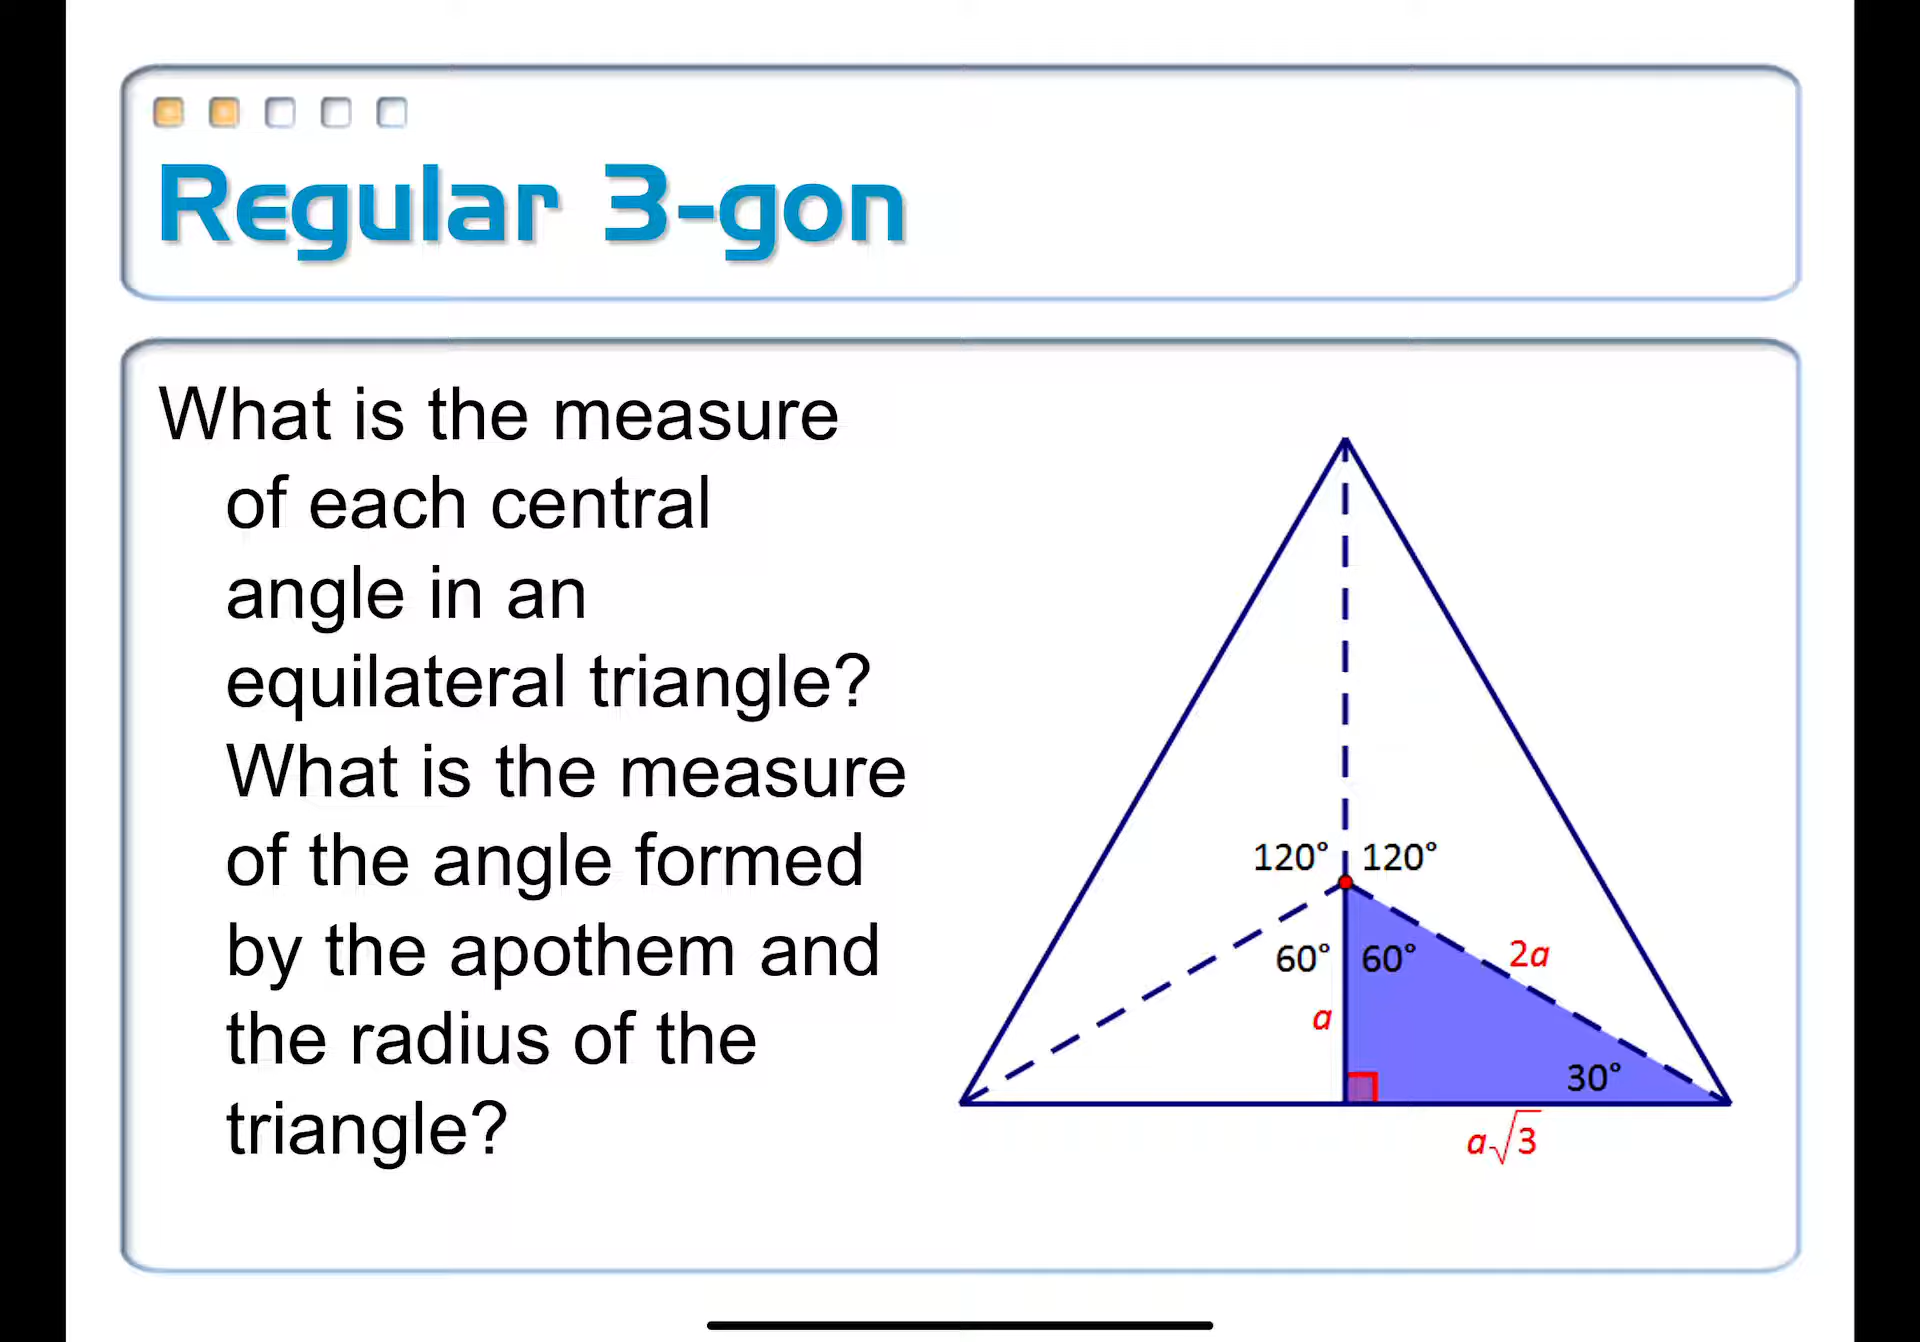 Regular 3-gon
What is the measure
of each central
angle in an
equilateral triangle?
What is the measure
of the angle formed
by the apothem and
the radius of the
triangle?
120° 120°
60° 60° 2a
a
30°
a√3